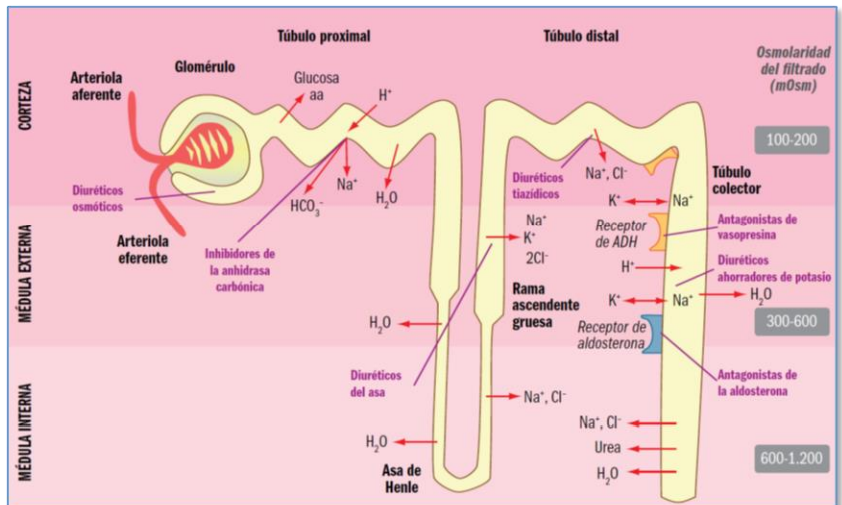 Túbulo proximal
Túbulo distal
Osmolaridad
del filtrado
(mOsm)
CORTEZA
Arteriola
aferente
Glomérulo
Glucosa
aa
H⁺
100-200
Diuréticos
osmóticos
HCO₃⁻
Na⁺
H₂O
Diuréticos
tiazídicos
Na⁺, Cl⁻
Túbulo
colector
K⁺
Na⁺
Arteriola
eferente
Inhibidores de
la anhidrasa
carbónica
MÉDULA EXTERNA
Na⁺
K⁺
2Cl⁻
Receptor
de ADH
Antagonistas de
vasopresina
H⁺
Diuréticos
ahorradores de potasio
Rama
ascendente
gruesa
K⁺
Na⁺
H₂O
H₂O
300-600
Receptor de
aldosterona
MÉDULA INTERNA
Diuréticos
del asa
Na⁺, Cl⁻
Antagonistas de
la aldosterona
H₂O
Asa de
Henle
Na⁺, Cl⁻
Urea
H₂O
600-1.200